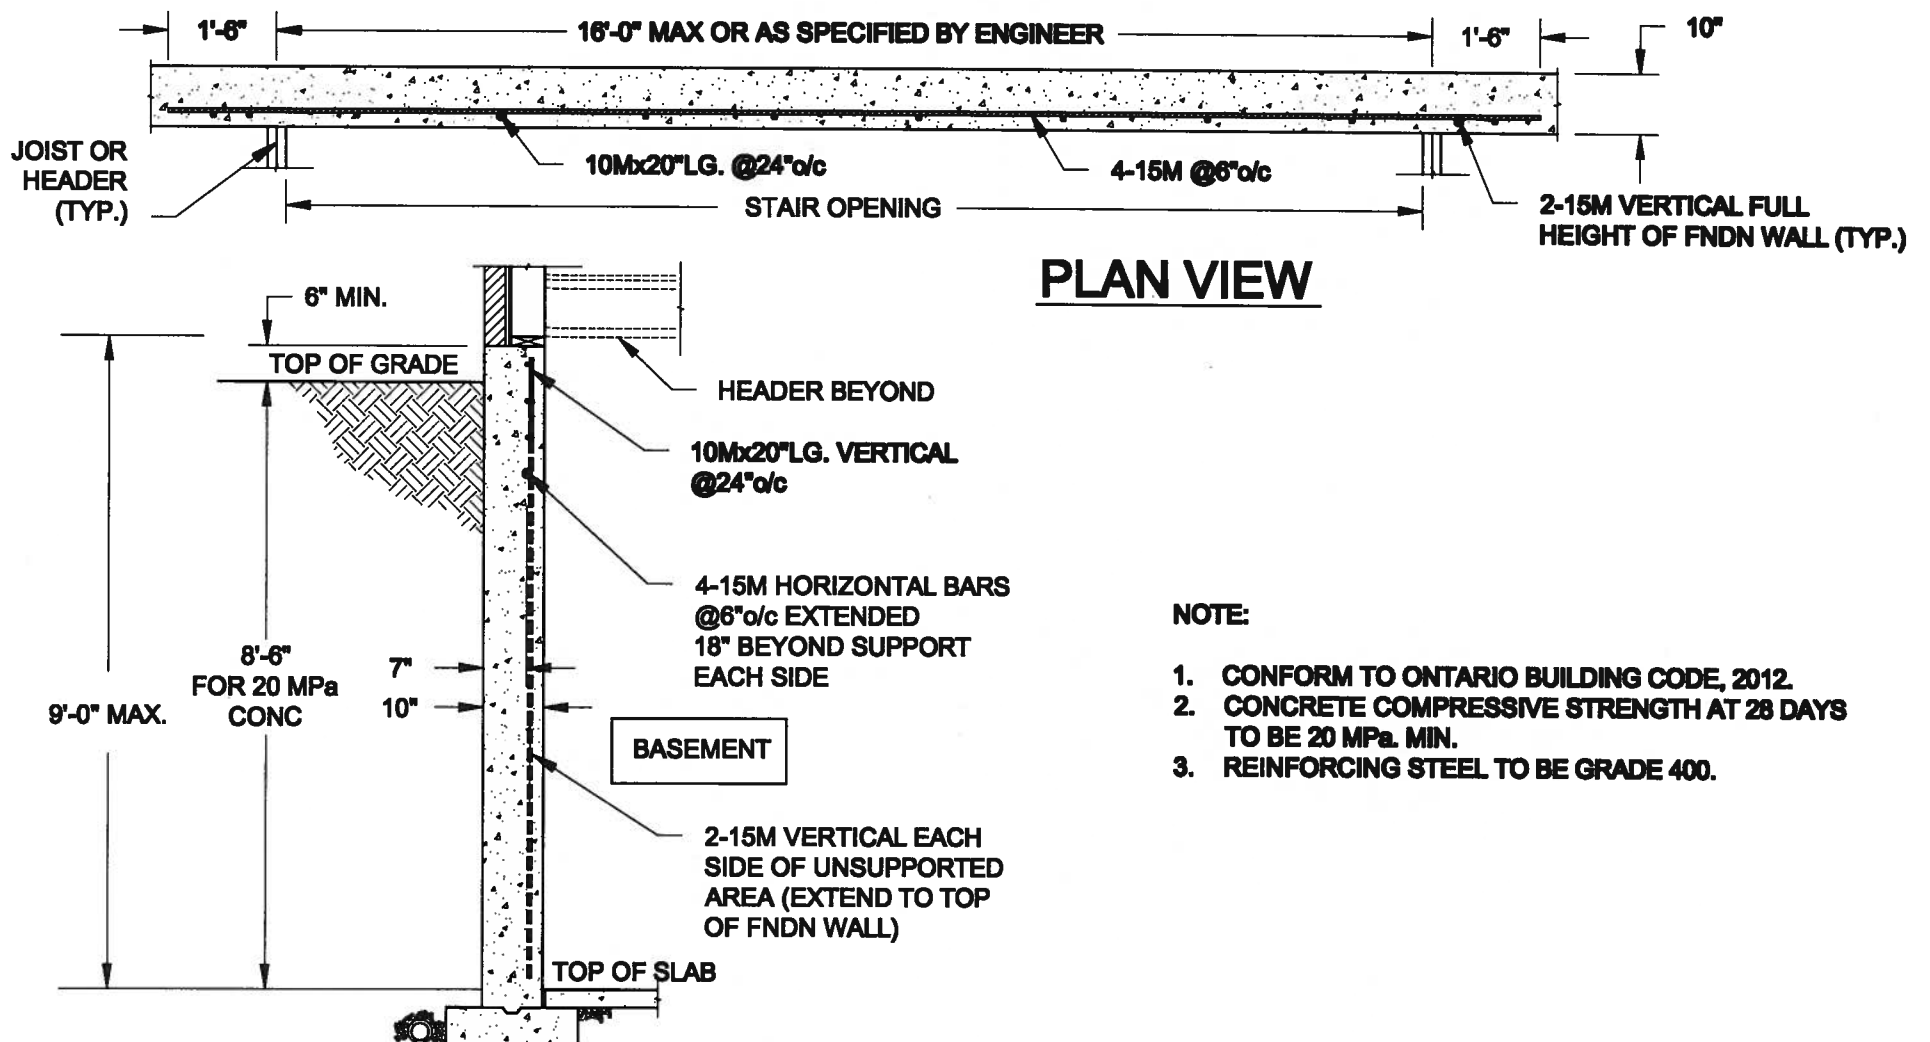 1'-6"
16'-0" MAX OR AS SPECIFIED BY ENGINEER
1'-6"
10"
JOIST OR
HEADER
(TYP.)
10Mx20"LG. @24"o/c
4-15M @6"o/c
STAIR OPENING
2-15M VERTICAL FULL
HEIGHT OF FNDN WALL (TYP.)
PLAN VIEW
6" MIN.
TOP OF GRADE
HEADER BEYOND
10Mx20"LG. VERTICAL
@24"o/c
4-15M HORIZONTAL BARS
@6"o/c EXTENDED
18" BEYOND SUPPORT
EACH SIDE
8'-6"
FOR 20 MPa
CONC
9'-0" MAX.
7"
10"
BASEMENT
2-15M VERTICAL EACH
SIDE OF UNSUPPORTED
AREA (EXTEND TO TOP
OF FNDN WALL)
TOP OF SLAB
NOTE:
1. CONFORM TO ONTARIO BUILDING CODE, 2012.
2. CONCRETE COMPRESSIVE STRENGTH AT 28 DAYS
TO BE 20 MPa. MIN.
3. REINFORCING STEEL TO BE GRADE 400.